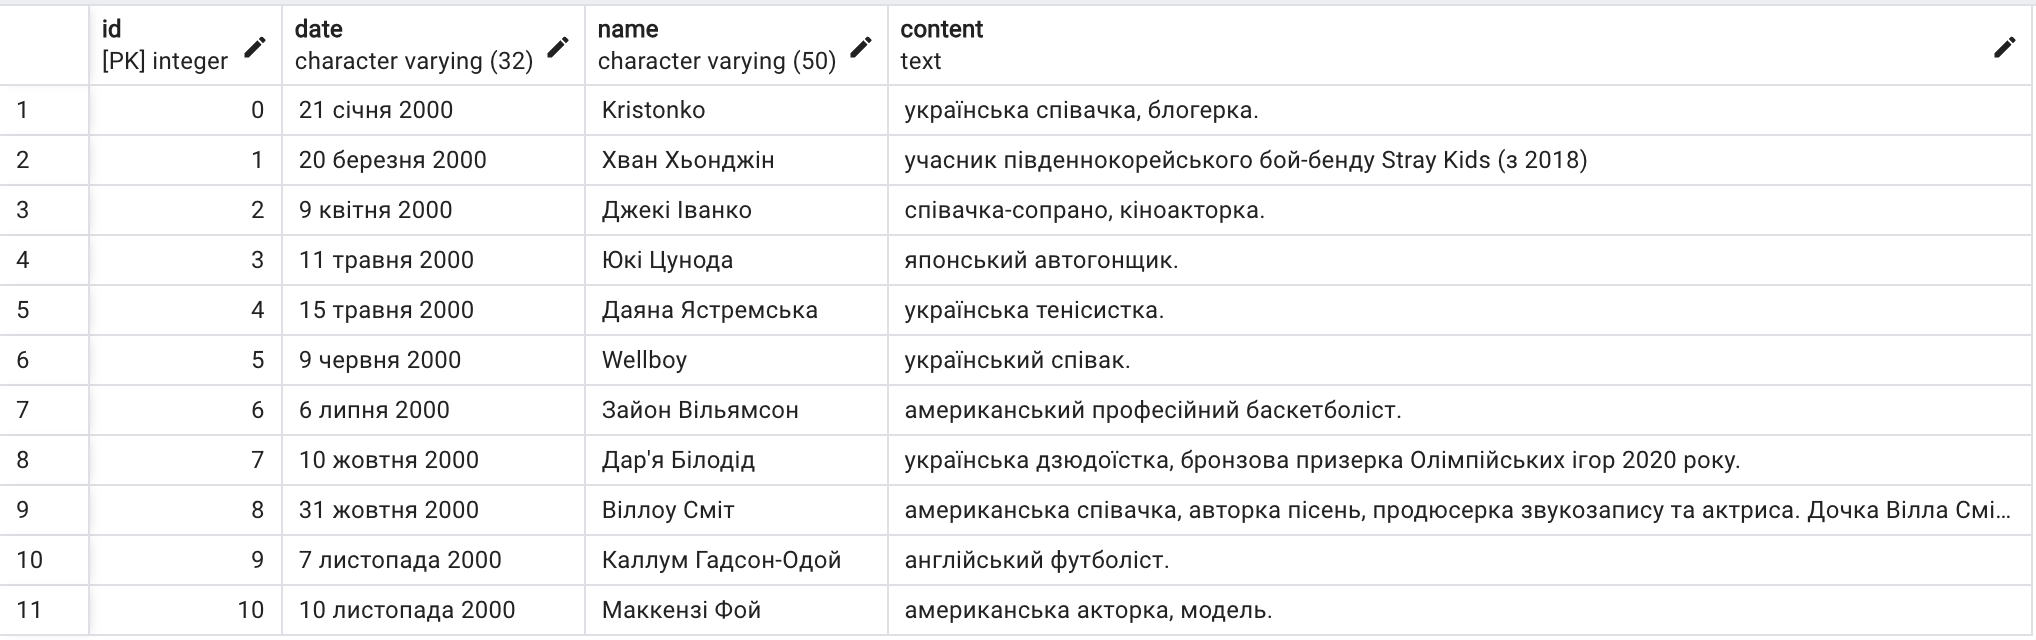 id date name content
[PK] integer character varying (32) character varying (50) text
1 0 21 січня 2000 Kristonko українська співачка, блогерка.
2 1 20 березня 2000 Хван Хьонджін учасник південнокорейського бой-бенду Stray Kids (з 2018)
3 2 9 квітня 2000 Джекі Іванко співачка-сопрано, кіноакторка.
4 3 11 травня 2000 Юкі Цунода японський автогонщик.
5 4 15 травня 2000 Даяна Ястремська українська тенісистка.
6 5 9 червня 2000 Wellboy український співак.
7 6 6 липня 2000 Зайон Вільямсон американський професійний баскетболіст.
8 7 10 жовтня 2000 Дар'я Білодід українська дзюдоїстка, бронзова призерка Олімпійських ігор 2020 року.
9 8 31 жовтня 2000 Віллоу Сміт американська співачка, авторка пісень, продюсерка звукозапису та актриса. Дочка Вілла Смі...
10 9 7 листопада 2000 Каллум Гадсон-Одой англійський футболіст.
11 10 10 листопада 2000 Маккензі Фой американська акторка, модель.